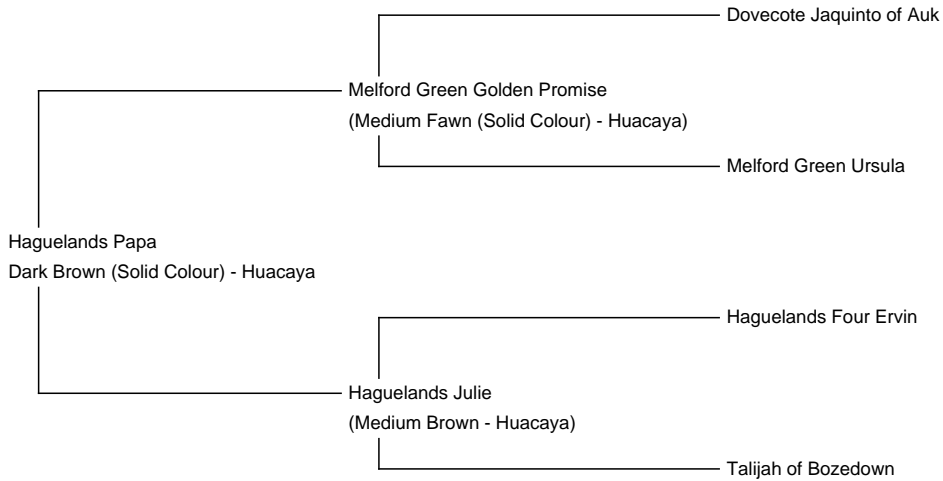 Dovecote Jaquinto of Auk
Melford Green Golden Promise
(Medium Fawn (Solid Colour) - Huacaya)
Melford Green Ursula
Haguelands Papa
Dark Brown (Solid Colour) - Huacaya
Haguelands Four Ervin
Haguelands Julie
(Medium Brown - Huacaya)
Talijah of Bozedown